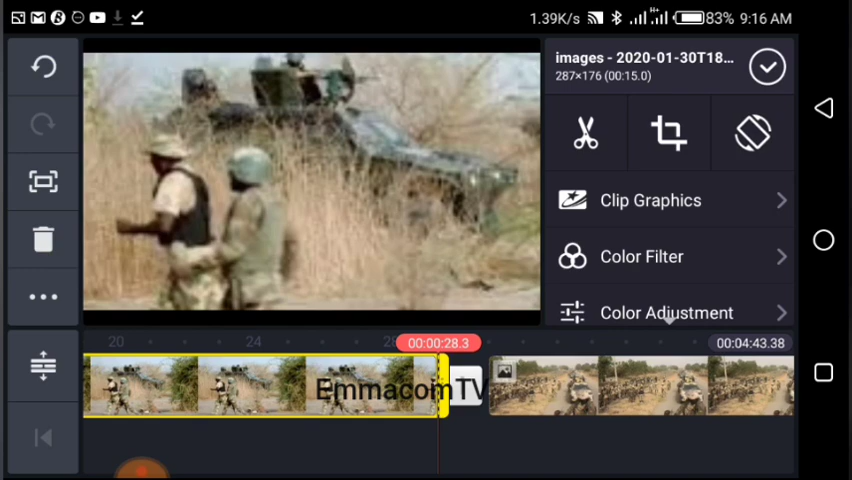 1.39K/s H+ 83% 9:16 AM
images - 2020-01-30T18...
287×176 (00:15.0)
Clip Graphics
Color Filter
Color Adjustment
20 24 28 00:00:28.3 00:04:43.38
EmmacomTV